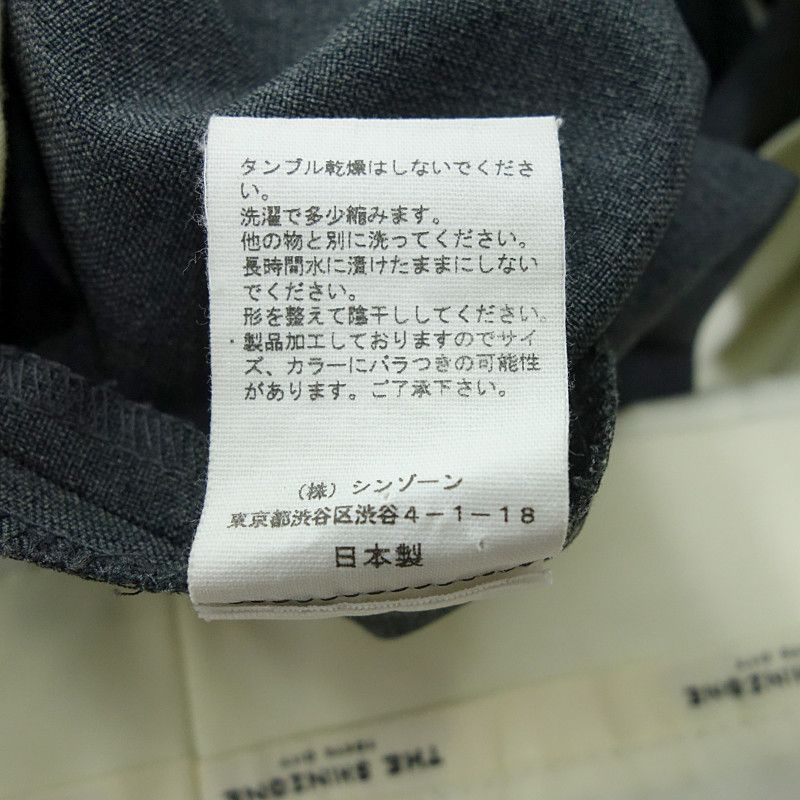 タンブル乾燥はしないでくださ
い。
洗濯で多少縮みます。
他の物と別に洗ってください。
長時間水に漬けたままにしない
でください。
形を整えて陰干ししてください。
・製品加工しておりますのでサイ
ズ、カラーにバラつきの可能性
があります。ご了承下さい。
（株）シンゾーン
東京都渋谷区渋谷4-1-18
日本製
THE SHINZONE
THE SHINZONE